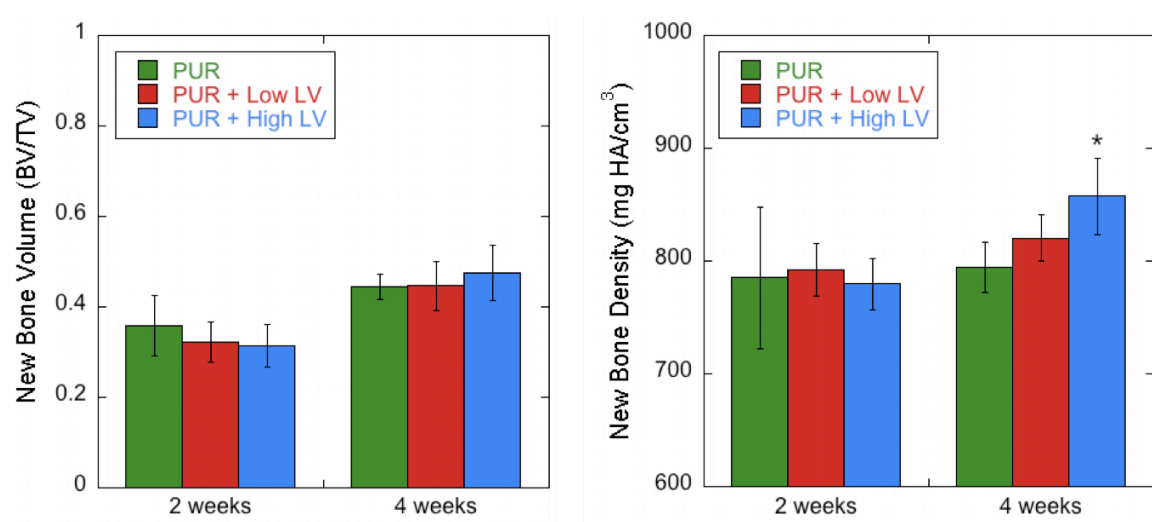 New Bone Volume (BV/TV)
1
0.8
0.6
0.4
0.2
0
PUR
PUR + Low LV
PUR + High LV
2 weeks
4 weeks
New Bone Density (mg HA/cm³)
1000
900
800
700
600
PUR
PUR + Low LV
PUR + High LV
*
2 weeks
4 weeks